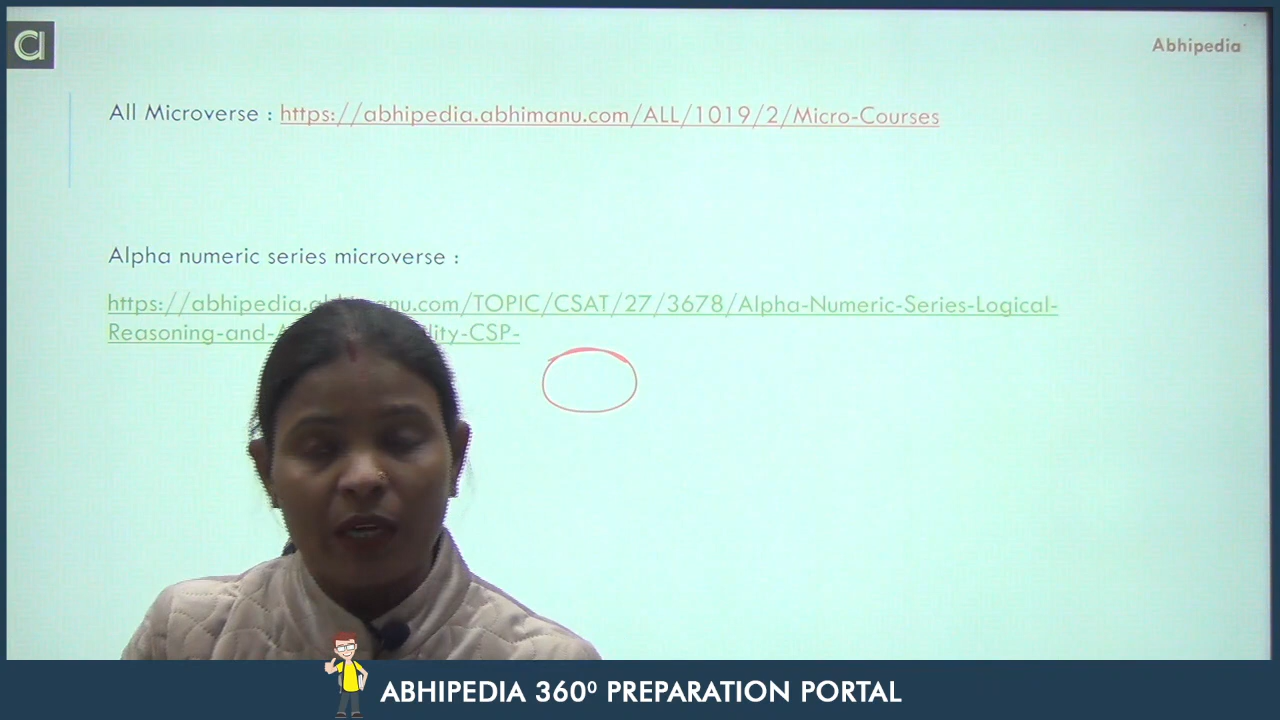 Abhipedia
All Microverse : https://abhipedia.abhimanu.com/ALL/1019/2/Micro-Courses
Alpha numeric series microverse :
https://abhipedia. .com/TOPIC/CSAT/27/3678/Alpha-Numeric-Series-Logical-
Reasoning-and- -CSP-
ABHIPEDIA 360⁰ PREPARATION PORTAL